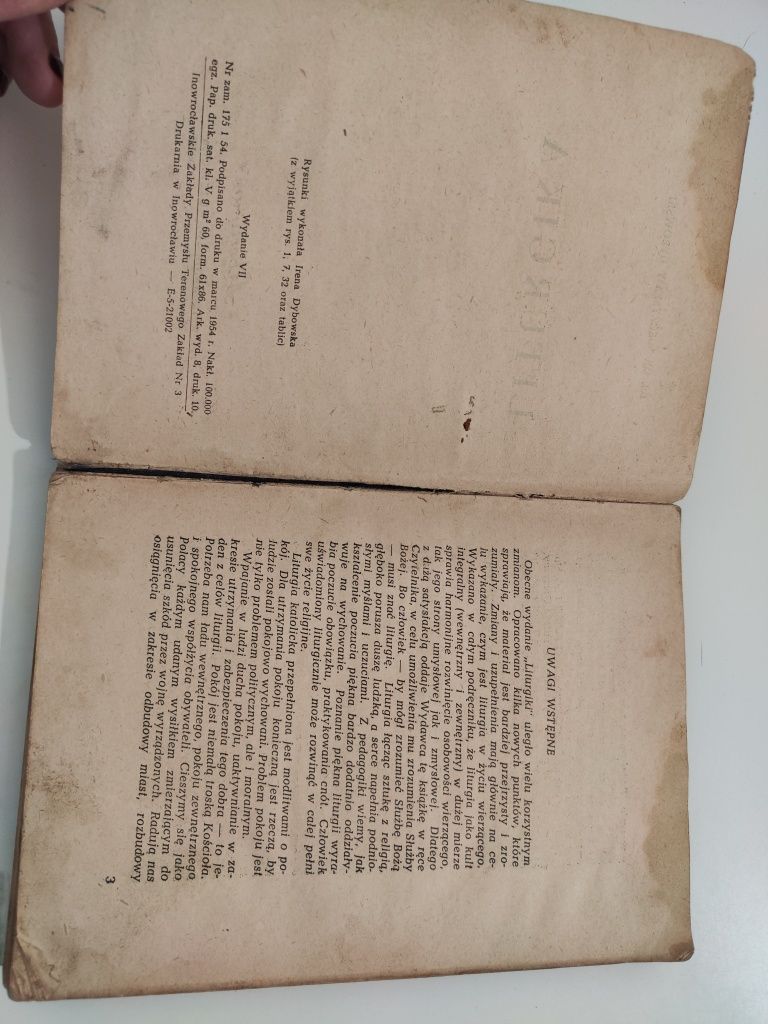 Rysunki wykonała Irena Dybowska
(z wyjątkiem rys. 1, 7, 32 oraz tablic)
Wydanie VII
Nr zam. 175 1 54. Podpisano do druku w marcu 1954 r. Nakł. 100.000
egz. Pap. druk. sat. kl. V g m² 60, form. 61x86. Ark. wyd. 8, druk. 10.
Inowrocławskie Zakłady Przemysłu Terenowego Zakład Nr 3
Drukarnia w Inowrocławiu — E-5-21002
UWAGI WSTĘPNE
Obecne wydanie „Liturgiki" uległo wielu korzystnym
zmianom. Opracowano kilka nowych punktów, które
sprawiają, że materiał jest bardziej przejrzysty i zro-
zumiały. Zmiany i uzupełnienia mają głównie na ce-
lu wykazanie, czym jest liturgia w życiu wierzącego.
Wykazano w całym podręczniku, że liturgia jako kult
integralny (wewnętrzny i zewnętrzny) w dużej mierze
sprawia harmonijne rozwinięcie osobowości wierzącego,
tak jego strony umysłowej jak i zmysłowej. Dlatego
z dużą satysfakcją oddaje Wydawca tę książkę w ręce
Czytelnika, w celu umożliwienia mu zrozumienia Służby
Bożej. Bo człowiek — by mógł zrozumieć Służbę Bożą
— musi znać liturgię. Liturgia łącząc sztukę z religią,
głęboko porusza duszę ludzką, a serce napełnia podnio-
słymi myślami i uczuciami. Z pedagogiki wiemy, jak
kształcenie poczucia piękna bardzo dodatnio oddziały-
wuje na wychowanie. Poznanie piękna liturgii wyra-
bia poczucie obowiązku, praktykowania cnót. Człowiek
uświadomiony liturgicznie może rozwinąć w całej pełni
swe życie religijne.
Liturgia katolicka przepełniona jest modlitwami o po-
kój. Dla utrzymania pokoju konieczną jest rzeczą, by
ludzie zostali pokojowo wychowani. Problem pokoju jest
nie tylko problemem politycznym, ale i moralnym.
Wpajanie w ludzi ducha pokoju, uaktywnianie w za-
kresie utrzymania i zabezpieczenia tego dobra — to je-
den z celów liturgii. Pokój jest niemałą troską Kościoła.
Potrzeba nam ładu wewnętrznego, pokoju zewnętrznego
i spokojnego współżycia obywateli. Cieszymy się jako
Polacy każdym udanym wysiłkiem zmierzającym do
usunięcia szkód przez wojnę wyrządzonych. Radują nas
osiągnięcia w zakresie odbudowy miast, rozbudowy
3